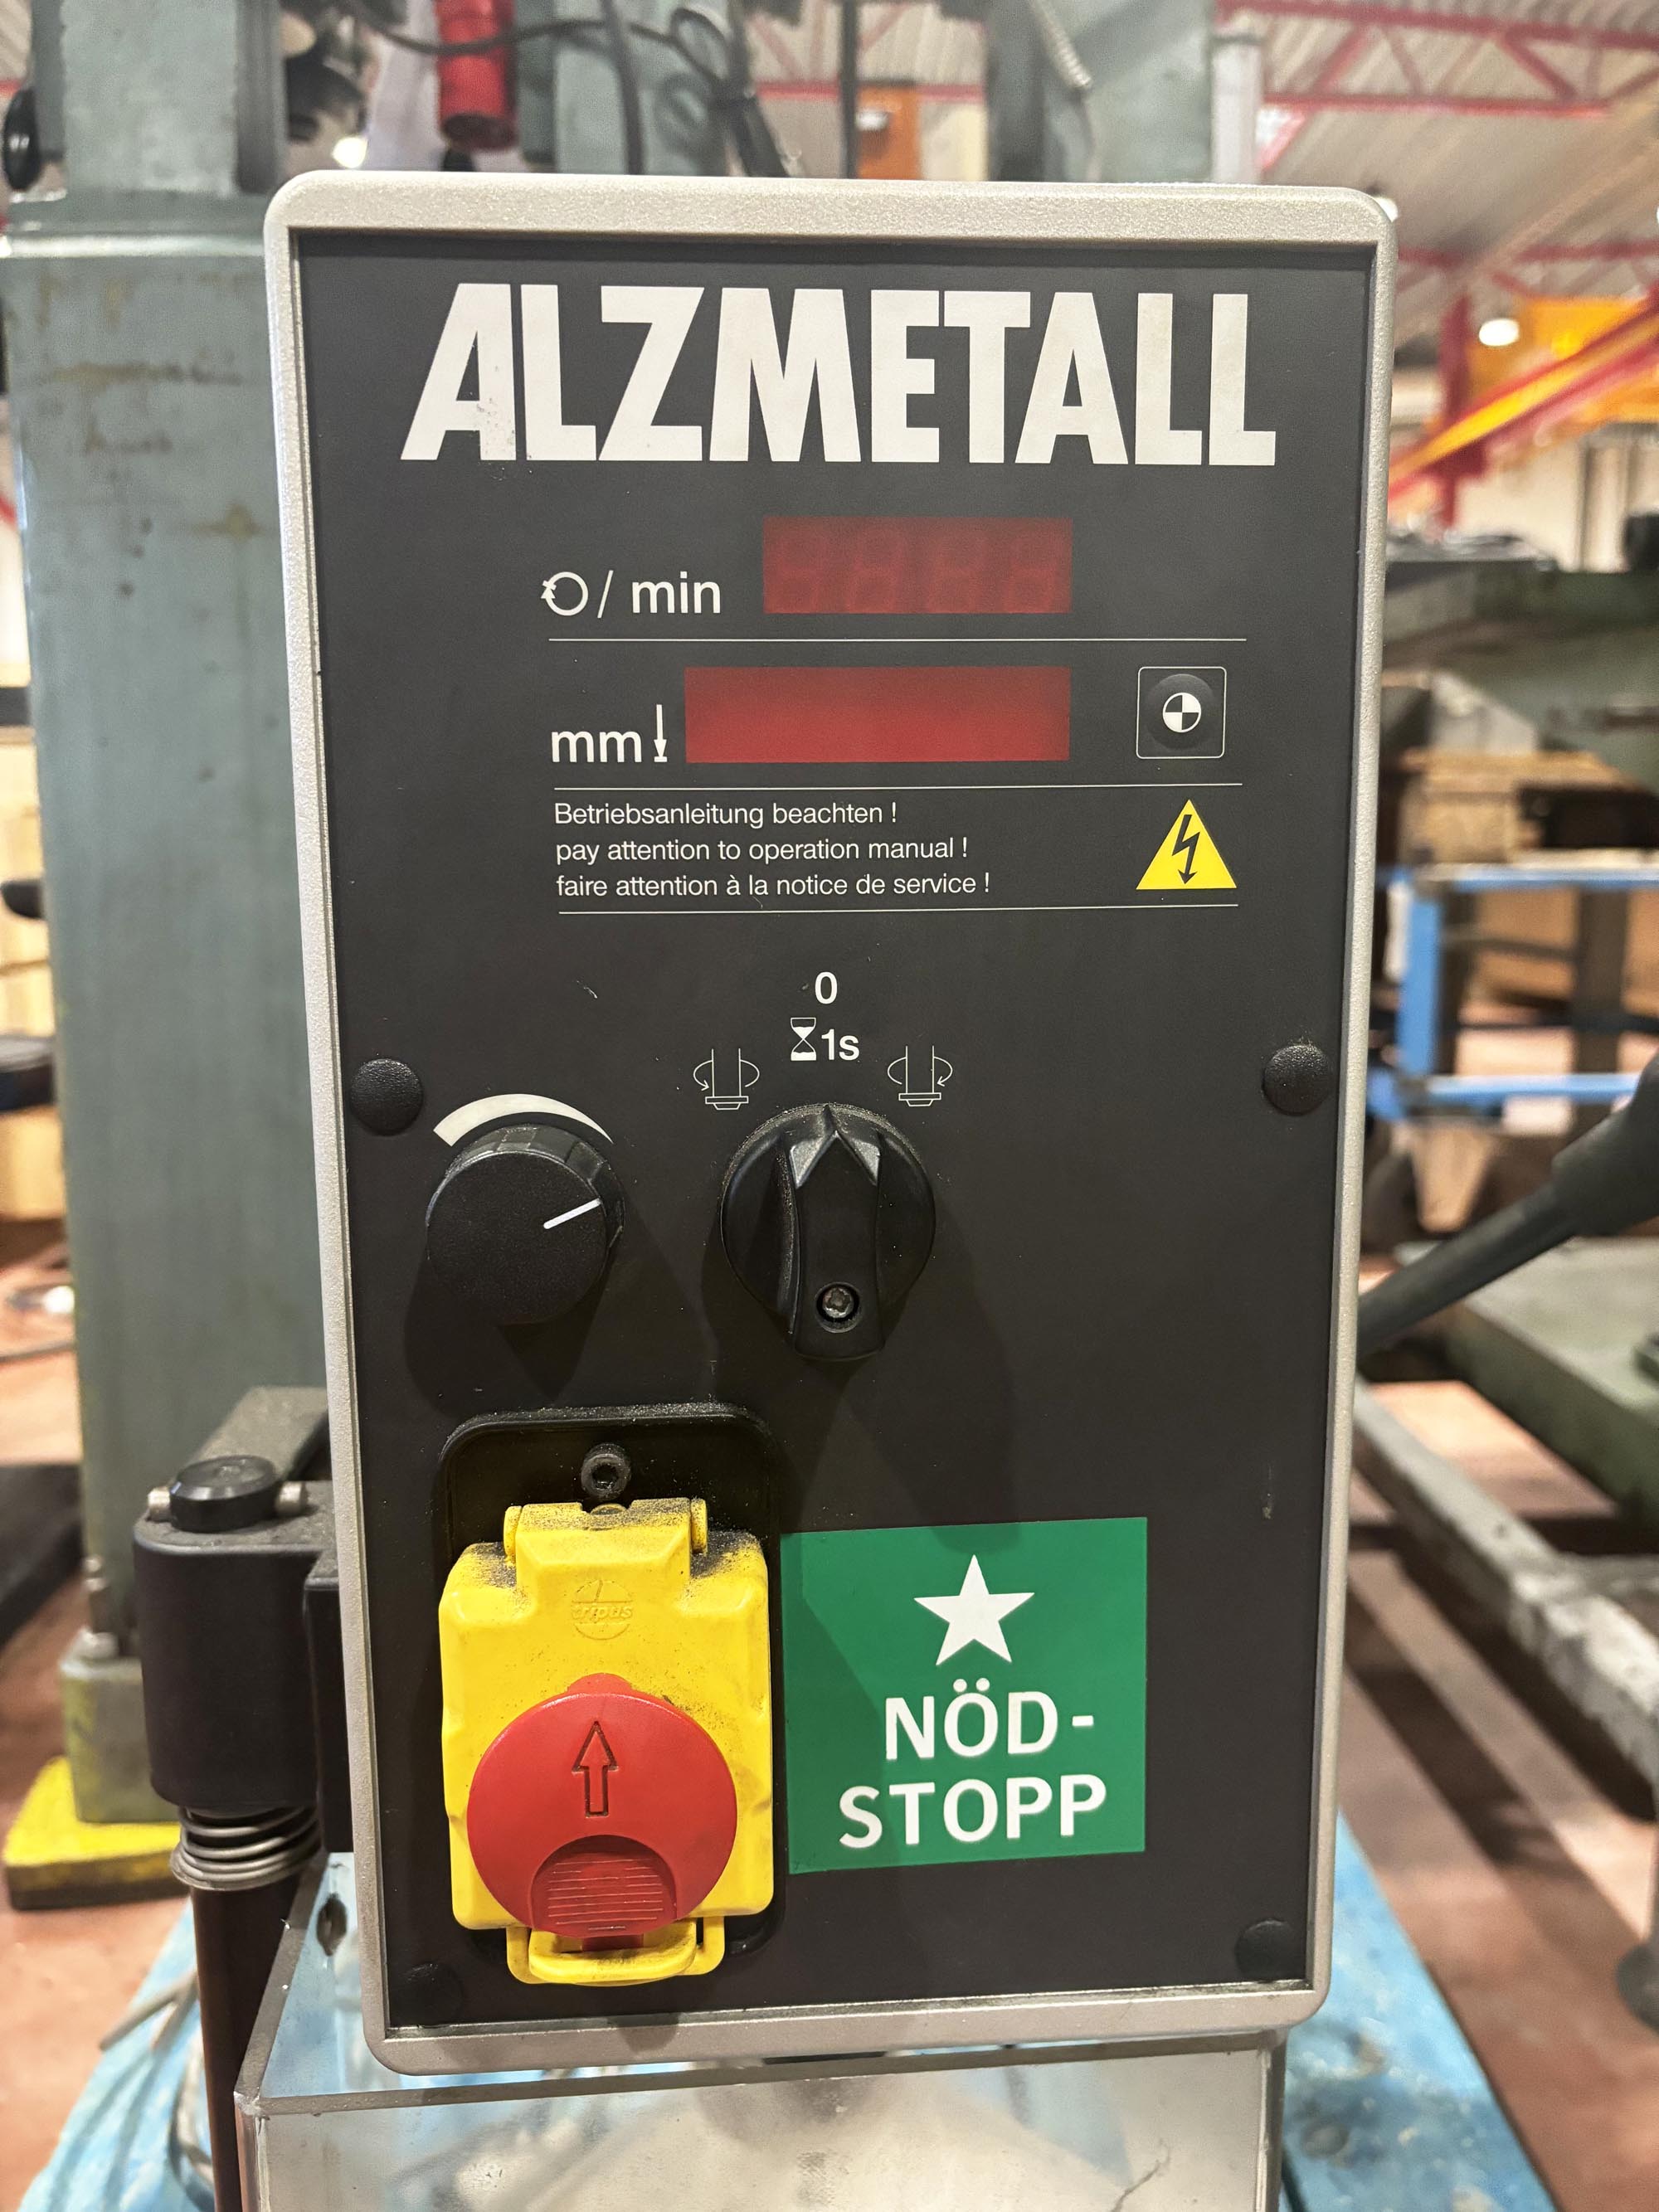 ALZMETALL
/ min
mm
Betriebsanleitung beachten !
pay attention to operation manual !
faire attention à la notice de service !
0
1s
tripus
NÖD-
STOPP